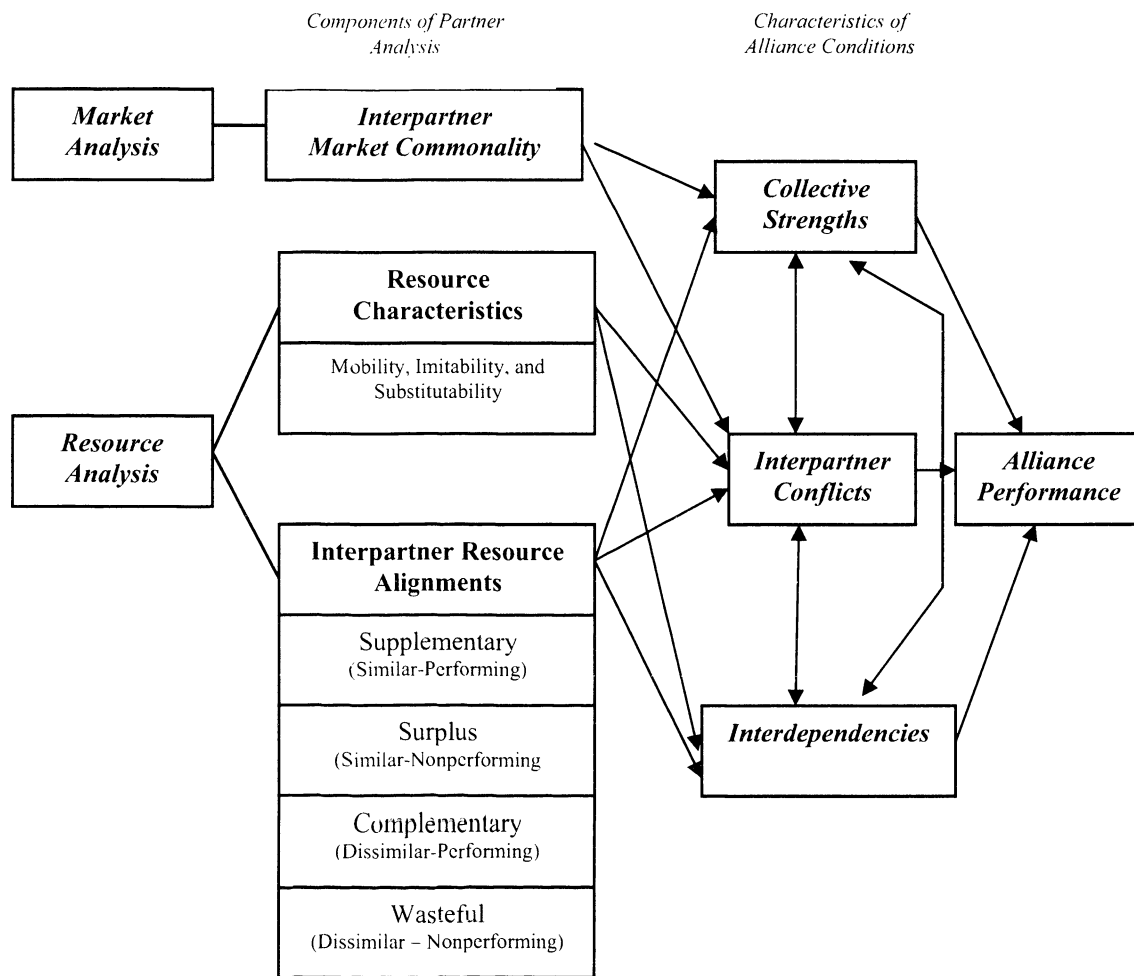 Components of Partner
Analysis
Characteristics of
Alliance Conditions
Market
Analysis
Interpartner
Market Commonality
Collective
Strengths
Resource
Characteristics
Mobility, Imitability, and
Substitutability
Resource
Analysis
Interpartner
Conflicts
Alliance
Performance
Interpartner Resource
Alignments
Supplementary
(Similar-Performing)
Surplus
(Similar-Nonperforming
Interdependencies
Complementary
(Dissimilar-Performing)
Wasteful
(Dissimilar – Nonperforming)